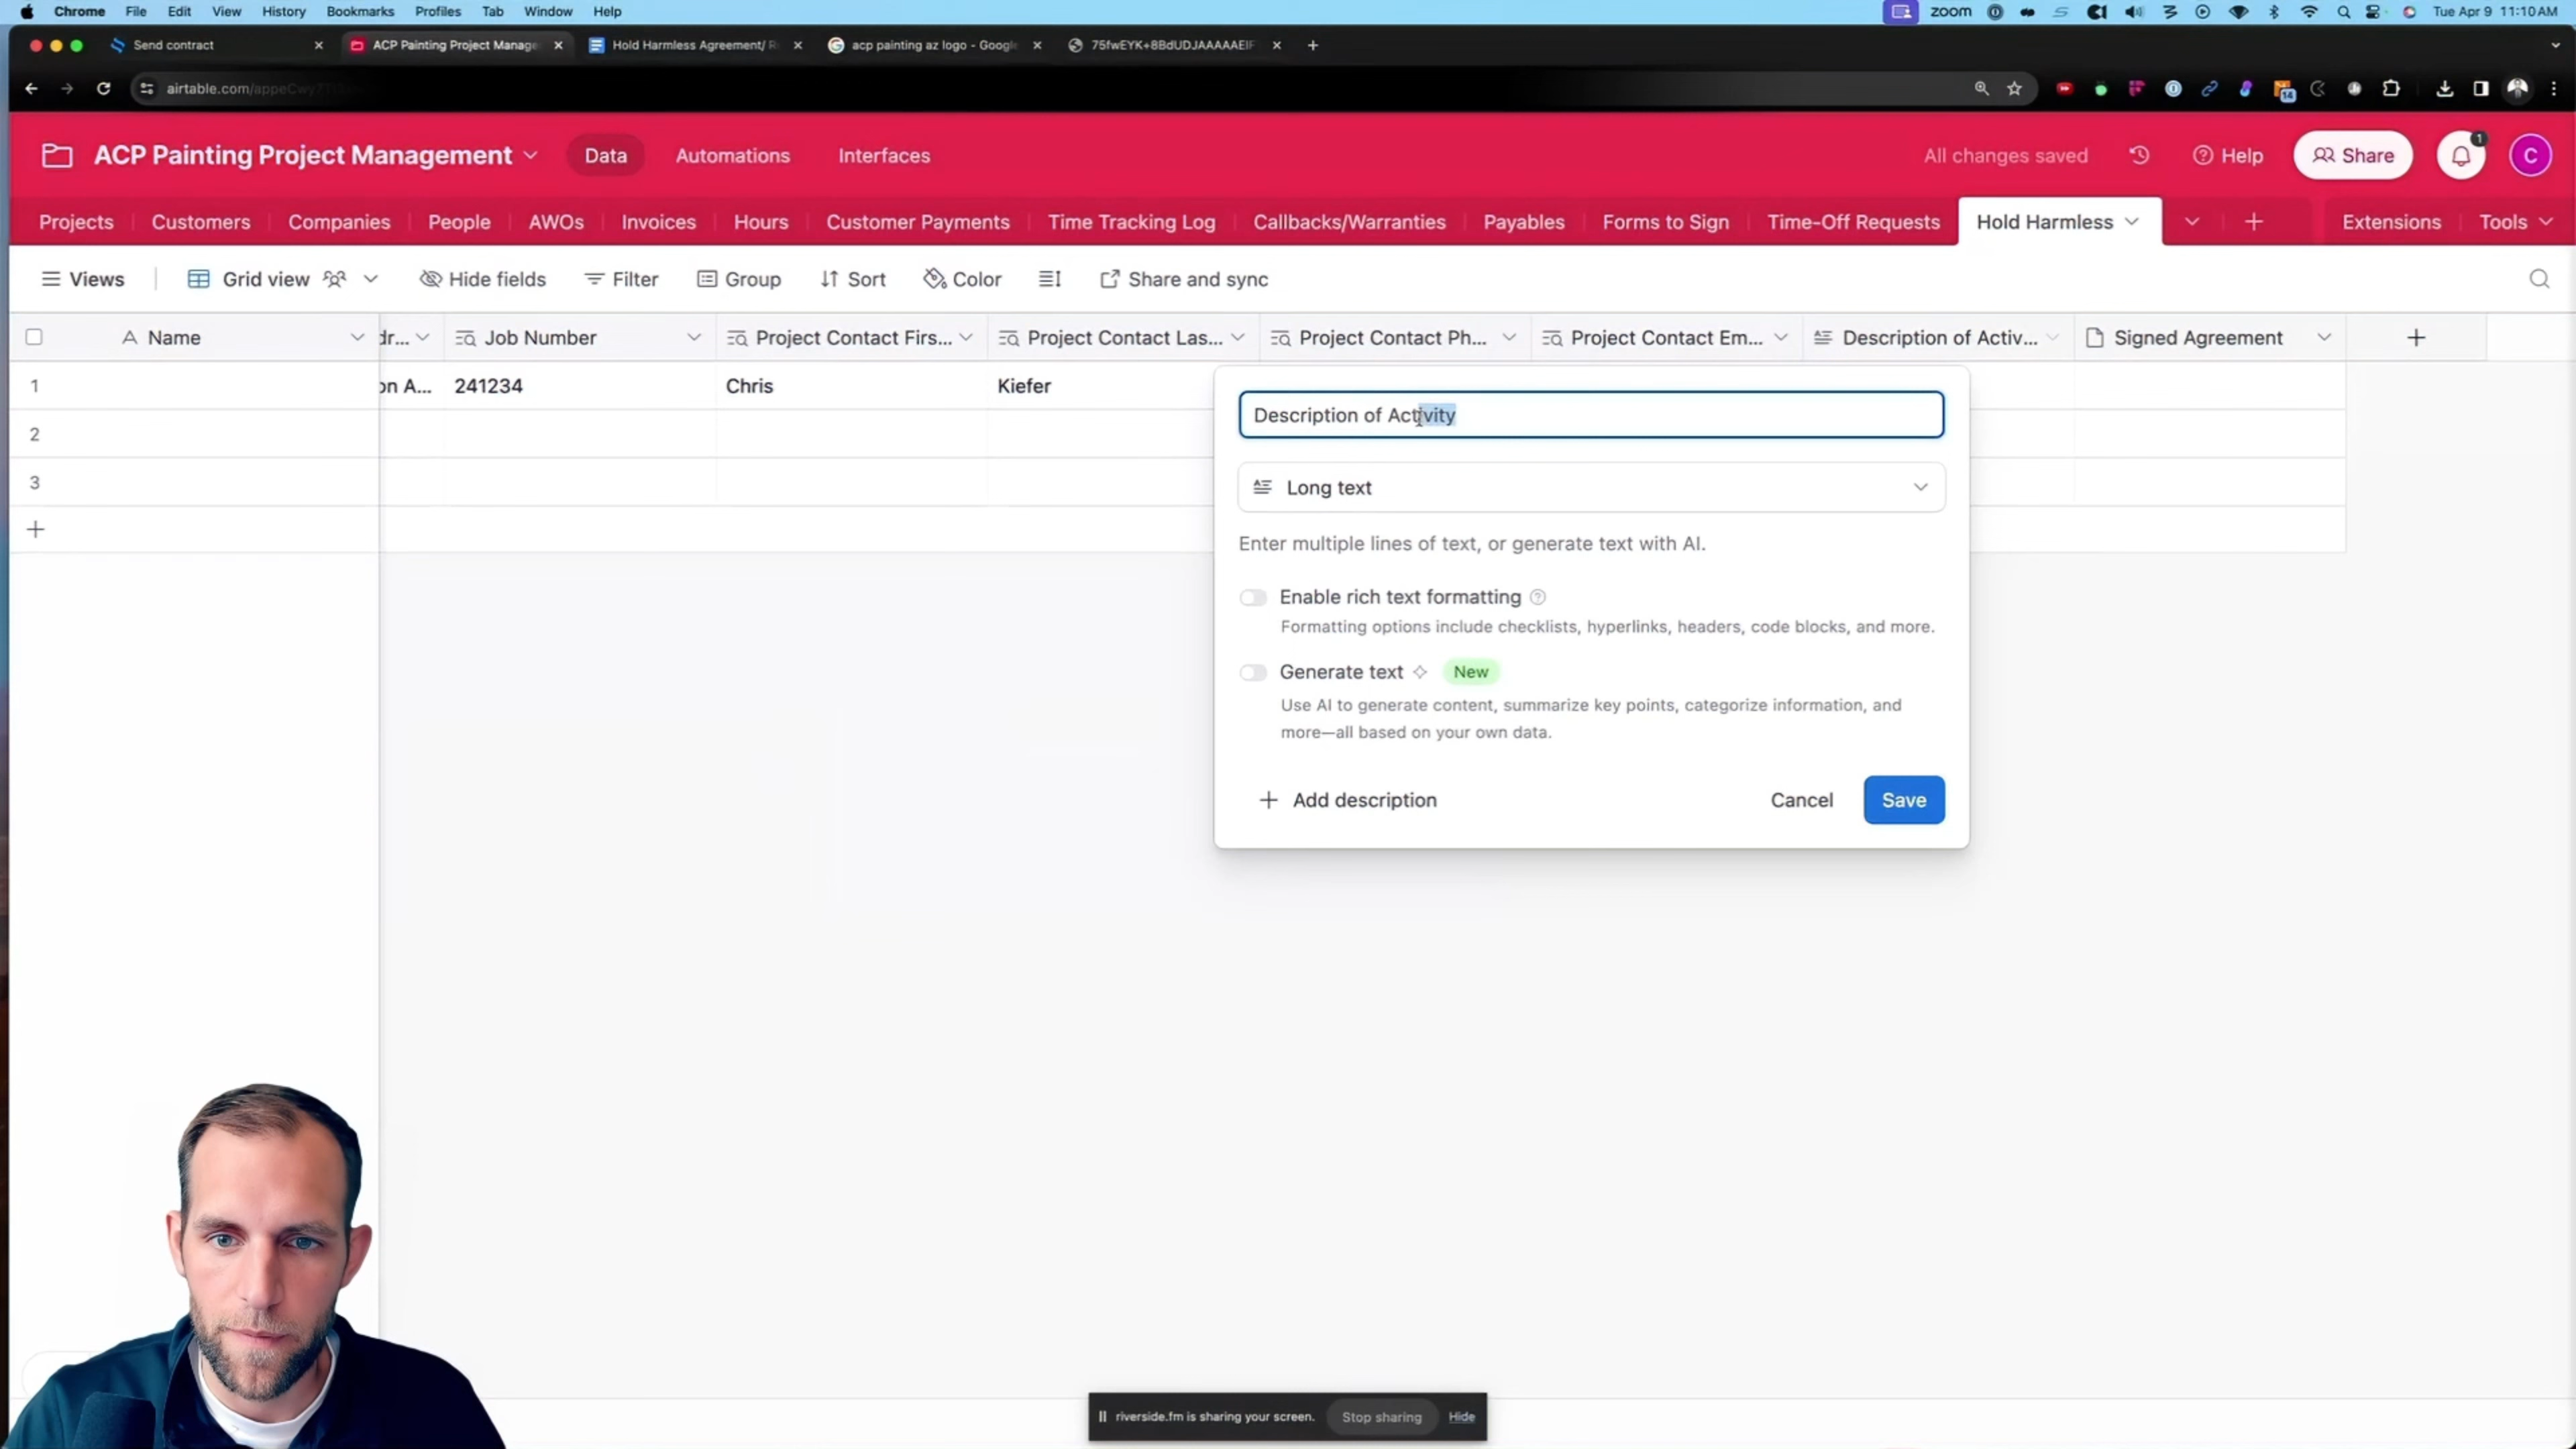 Chrome File Edit View History Bookmarks Profiles Tab Window Help zoom Tue Apr 9 11:10 AM
Send contract ACP Painting Project Manage Hold Harmless Agreement/ R acp painting az logo - Google 75fwEYK+8BdUDJAAAAAElF
airtable.com/appeCwy7 14
ACP Painting Project Management Data Automations Interfaces All changes saved Help Share 1 C
Projects Customers Companies People AWOs Invoices Hours Customer Payments Time Tracking Log Callbacks/Warranties Payables Forms to Sign Time-Off Requests Hold Harmless Extensions Tools
Views Grid view Hide fields Filter Group Sort Color Share and sync
Name dr... Job Number Project Contact Firs... Project Contact Las... Project Contact Ph... Project Contact Em... Description of Activ... Signed Agreement
1 on A... 241234 Chris Kiefer
Description of Activity
2
3
Long text
Enter multiple lines of text, or generate text with AI.
Enable rich text formatting
Formatting options include checklists, hyperlinks, headers, code blocks, and more.
Generate text New
Use AI to generate content, summarize key points, categorize information, and
more—all based on your own data.
Add description Cancel Save
riverside.fm is sharing your screen. Stop sharing Hide